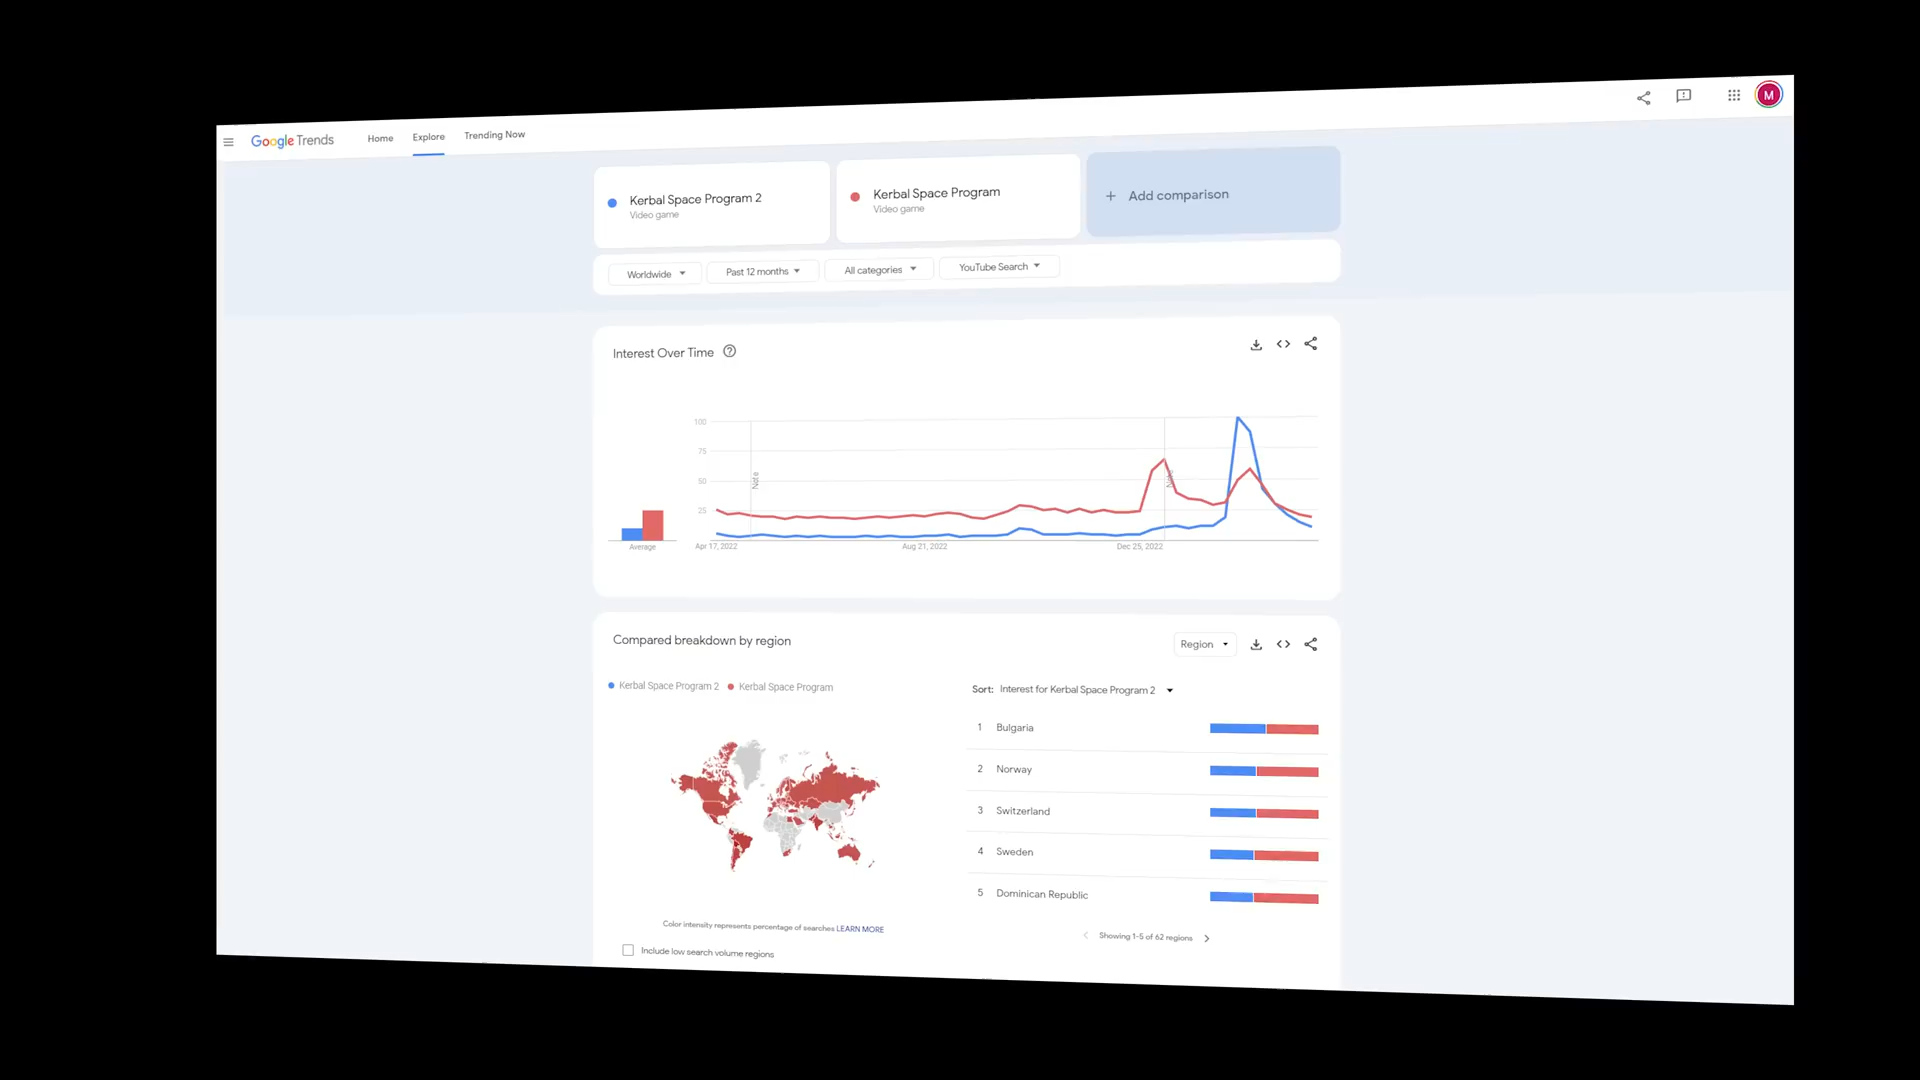 Google Trends Home Explore Trending Now M
Kerbal Space Program 2
Video game
Kerbal Space Program
Video game
+ Add comparison
Worldwide Past 12 months All categories YouTube Search
Interest Over Time
100
75
50
25
Note
Note
Average
Apr 17, 2022 Aug 21, 2022 Dec 25, 2022
Compared breakdown by region
Region
Kerbal Space Program 2 Kerbal Space Program
Sort: Interest for Kerbal Space Program 2
1 Bulgaria
2 Norway
3 Switzerland
4 Sweden
5 Dominican Republic
Color intensity represents percentage of searches LEARN MORE
Showing 1-5 of 62 regions
Include low search volume regions